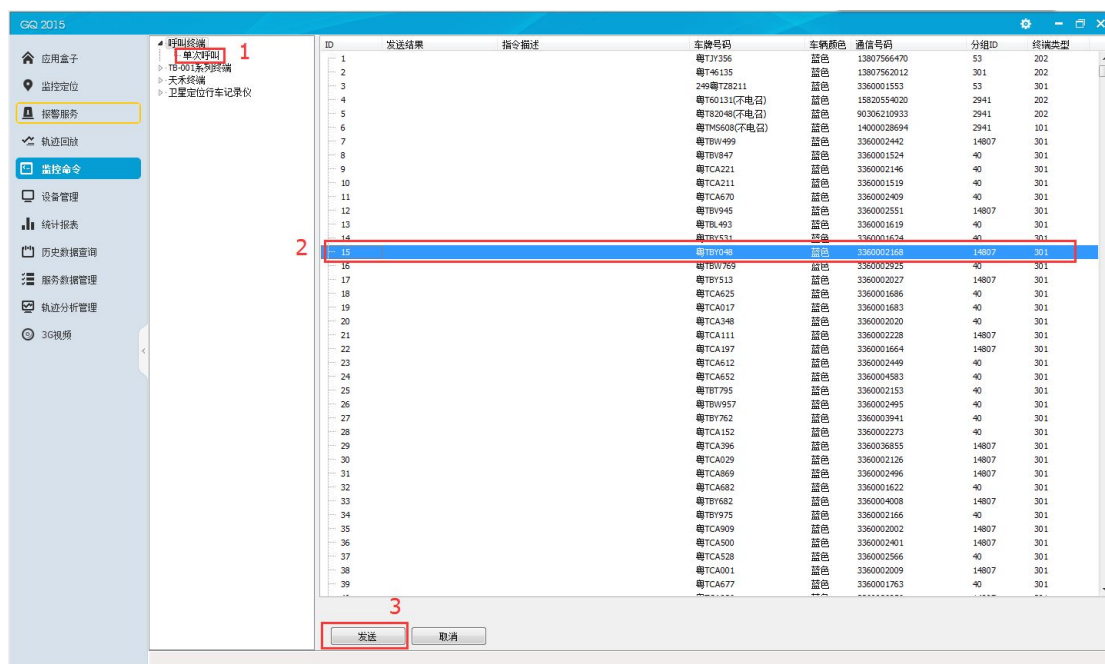 GQ 2015
应用盒子
监控定位
报警服务
轨迹回放
监控命令
设备管理
统计报表
历史数据查询
服务数据管理
轨迹分析管理
3G视频
呼叫终端
单次呼叫
1
TB-001系列终端
天禾终端
卫星定位行车记录仪
ID 发送结果 指令描述 车牌号码 车辆颜色 通信号码 分组ID 终端类型
1 粤TJY356 蓝色 13807566470 53 202
2 粤T46135 蓝色 13807562012 301 202
3 249粤TZ8211 蓝色 3360001553 53 301
4 粤T60131(不电召) 蓝色 15820554020 2941 202
5 粤T82048(不电召) 蓝色 90306210933 2941 202
6 粤TMS608(不电召) 蓝色 14000028694 2941 101
7 粤TBW499 蓝色 3360002442 14807 301
8 粤TBV847 蓝色 3360001524 40 301
9 粤TCA221 蓝色 3360002146 40 301
10 粤TCA211 蓝色 3360001519 40 301
11 粤TCA670 蓝色 3360002409 40 301
12 粤TBV945 蓝色 3360002551 14807 301
13 粤TBL493 蓝色 3360001619 40 301
14 粤TBY531 蓝色 3360001624 40 301
2
15 粤TBY048 蓝色 3360002168 14807 301
16 粤TBW769 蓝色 3360002925 40 301
17 粤TBY513 蓝色 3360002027 14807 301
18 粤TCA625 蓝色 3360001686 40 301
19 粤TCA017 蓝色 3360001683 40 301
20 粤TCA348 蓝色 3360002020 40 301
21 粤TCA111 蓝色 3360002228 14807 301
22 粤TCA197 蓝色 3360001664 14807 301
23 粤TCA612 蓝色 3360002449 40 301
24 粤TCA652 蓝色 3360004583 40 301
25 粤TBT795 蓝色 3360002153 40 301
26 粤TBW957 蓝色 3360002495 40 301
27 粤TBY762 蓝色 3360003941 40 301
28 粤TCA152 蓝色 3360002273 40 301
29 粤TCA396 蓝色 3360036855 14807 301
30 粤TCA029 蓝色 3360002126 14807 301
31 粤TCA869 蓝色 3360002496 14807 301
32 粤TCA682 蓝色 3360001622 40 301
33 粤TBY682 蓝色 3360004008 14807 301
34 粤TBY975 蓝色 3360002166 40 301
35 粤TCA909 蓝色 3360002002 14807 301
36 粤TCA500 蓝色 3360002401 14807 301
37 粤TCA528 蓝色 3360002566 40 301
38 粤TCA001 蓝色 3360002009 14807 301
39 粤TCA677 蓝色 3360001763 40 301
3
发送 取消